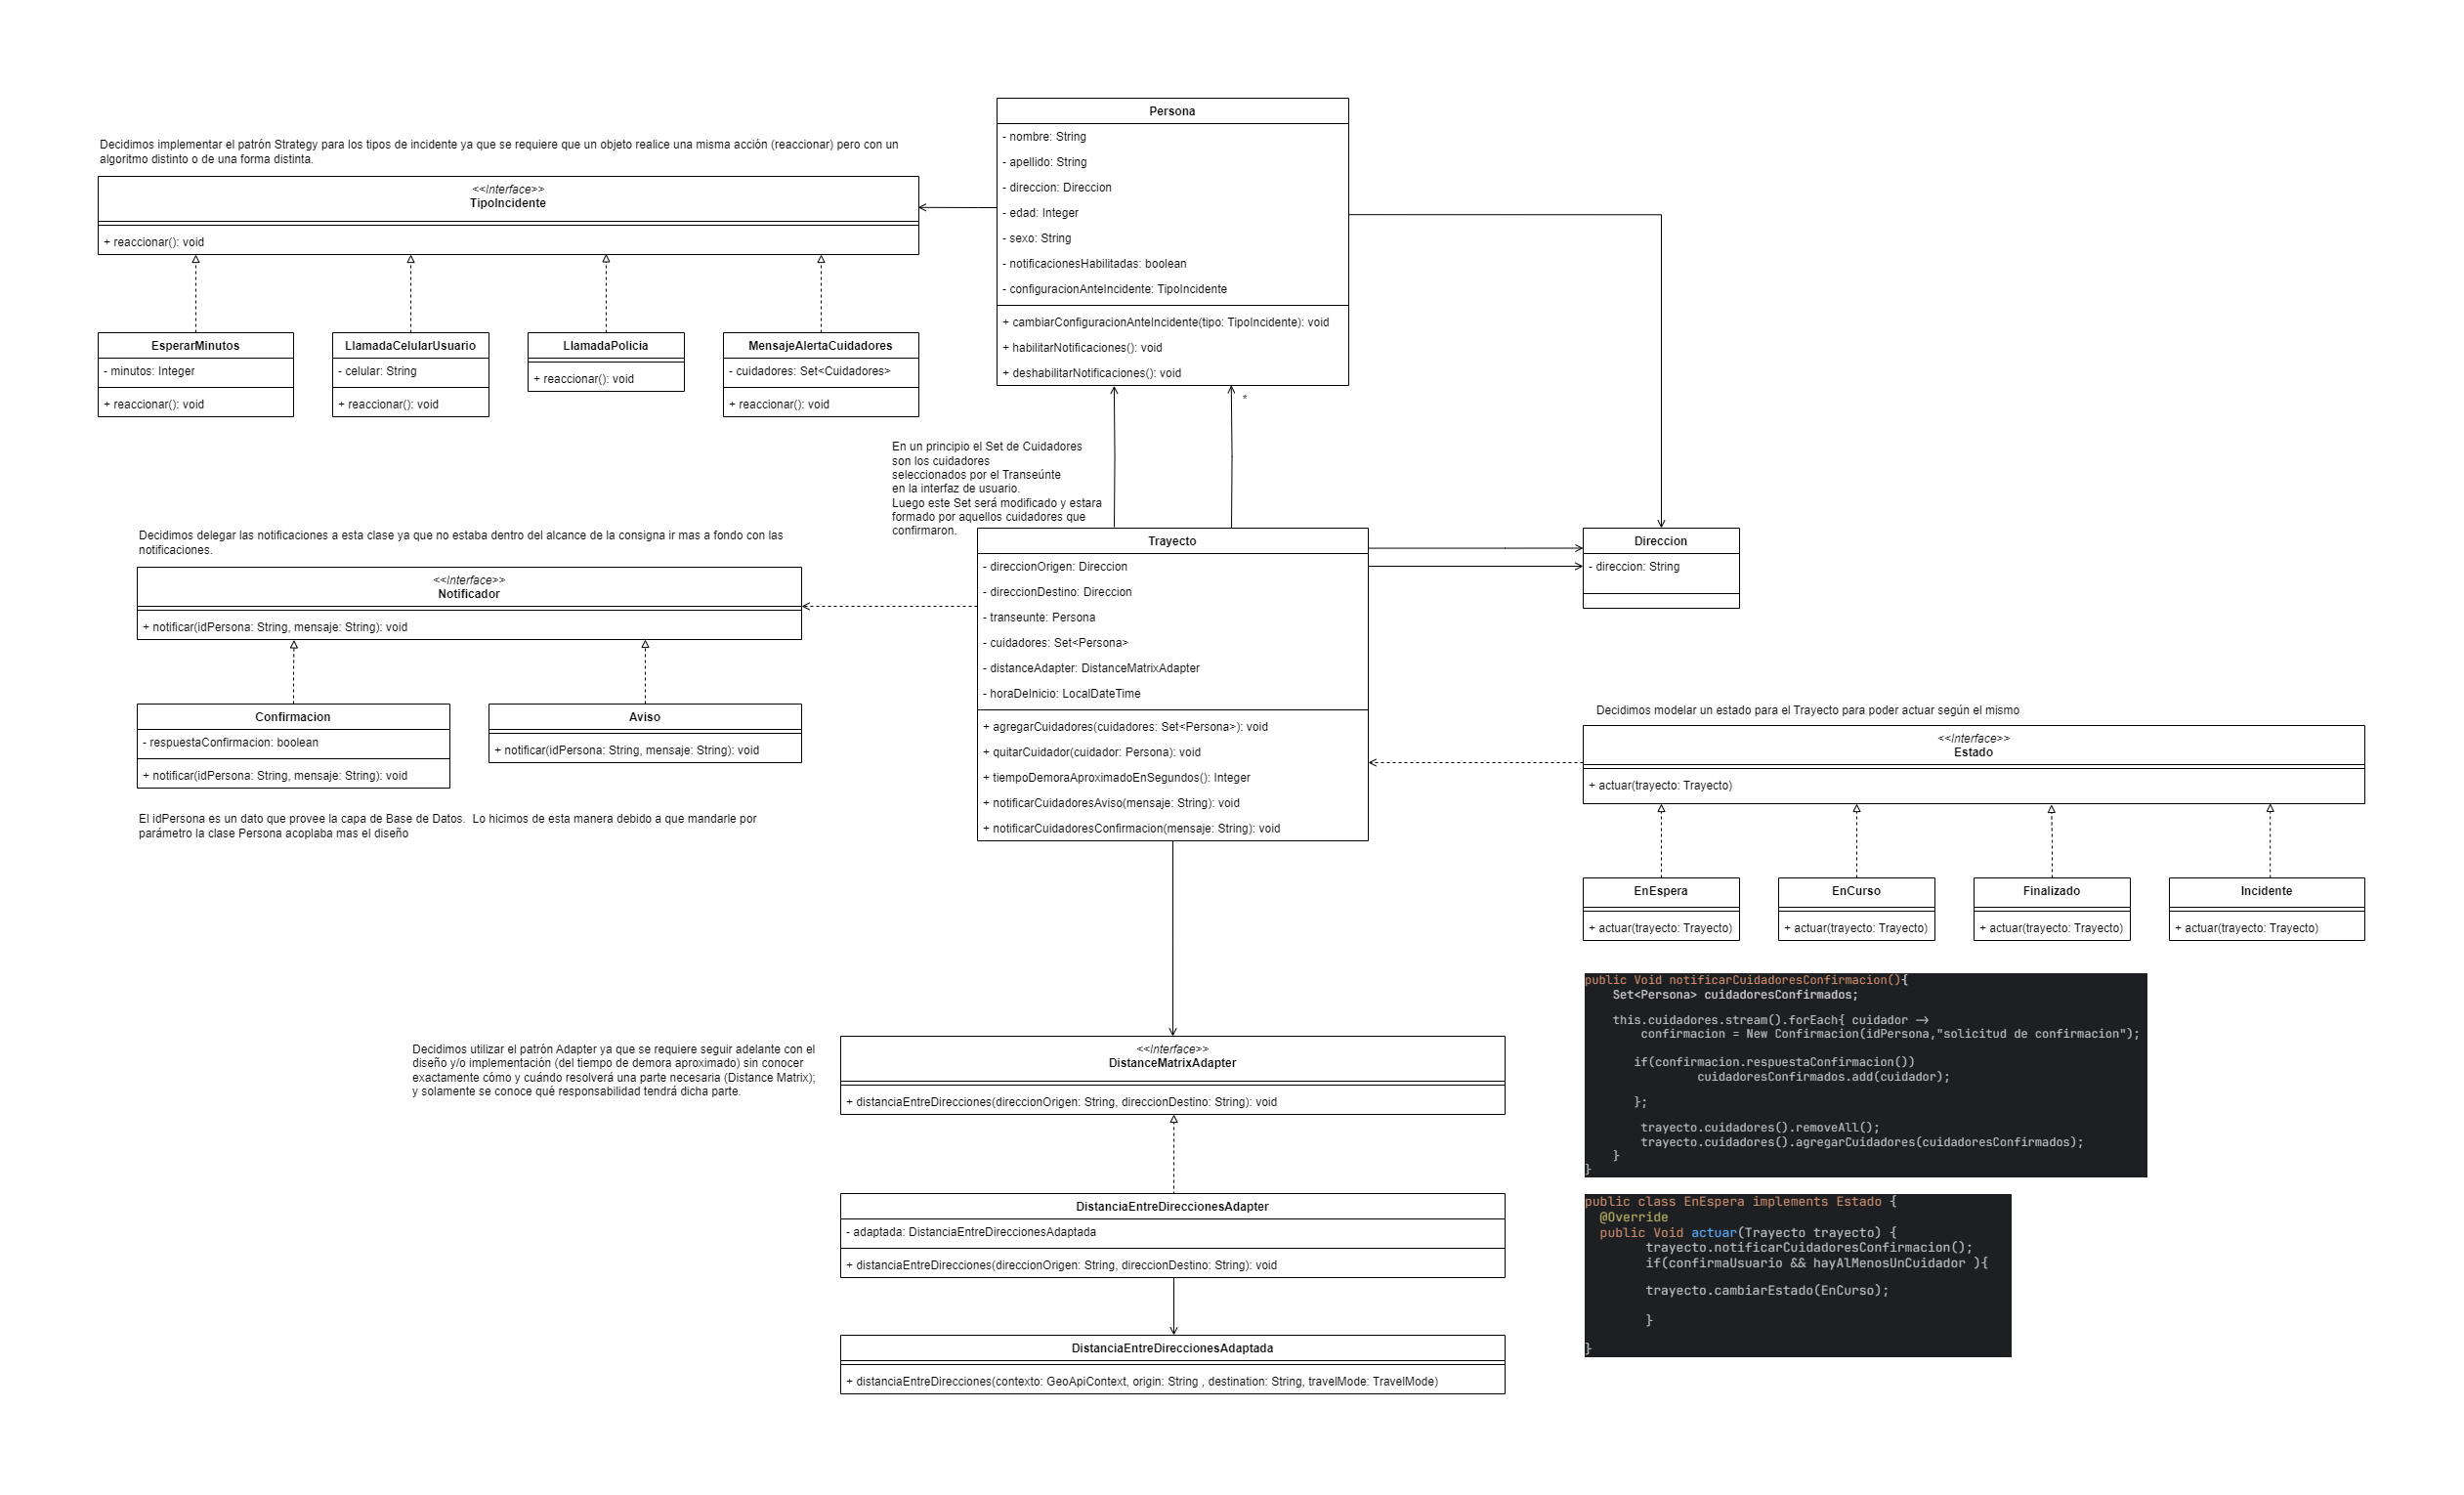 Persona
- nombre: String
- apellido: String
- direccion: Direccion
- edad: Integer
- sexo: String
- notificacionesHabilitadas: boolean
- configuracionAnteIncidente: TipoIncidente
+ cambiarConfiguracionAnteIncidente(tipo: TipoIncidente): void
+ habilitarNotificaciones(): void
+ deshabilitarNotificaciones(): void
*
Decidimos implementar el patrón Strategy para los tipos de incidente ya que se requiere que un objeto realice una misma acción (reaccionar) pero con un
algoritmo distinto o de una forma distinta.
<<Interface>>
TipoIncidente
+ reaccionar(): void
EsperarMinutos
- minutos: Integer
+ reaccionar(): void
LlamadaCelularUsuario
- celular: String
+ reaccionar(): void
LlamadaPolicia
+ reaccionar(): void
MensajeAlertaCuidadores
- cuidadores: Set<Cuidadores>
+ reaccionar(): void
En un principio el Set de Cuidadores
son los cuidadores
seleccionados por el Transeúnte
en la interfaz de usuario.
Luego este Set será modificado y estara
formado por aquellos cuidadores que
confirmaron.
Decidimos delegar las notificaciones a esta clase ya que no estaba dentro del alcance de la consigna ir mas a fondo con las
notificaciones.
<<Interface>>
Notificador
+ notificar(idPersona: String, mensaje: String): void
Confirmacion
- respuestaConfirmacion: boolean
+ notificar(idPersona: String, mensaje: String): void
Aviso
+ notificar(idPersona: String, mensaje: String): void
El idPersona es un dato que provee la capa de Base de Datos.  Lo hicimos de esta manera debido a que mandarle por
parámetro la clase Persona acoplaba mas el diseño
Trayecto
- direccionOrigen: Direccion
- direccionDestino: Direccion
- transeunte: Persona
- cuidadores: Set<Persona>
- distanceAdapter: DistanceMatrixAdapter
- horaDeInicio: LocalDateTime
+ agregarCuidadores(cuidadores: Set<Persona>): void
+ quitarCuidador(cuidador: Persona): void
+ tiempoDemoraAproximadoEnSegundos(): Integer
+ notificarCuidadoresAviso(mensaje: String): void
+ notificarCuidadoresConfirmacion(mensaje: String): void
Direccion
- direccion: String
Decidimos modelar un estado para el Trayecto para poder actuar según el mismo
<<Interface>>
Estado
+ actuar(trayecto: Trayecto)
EnEspera
+ actuar(trayecto: Trayecto)
EnCurso
+ actuar(trayecto: Trayecto)
Finalizado
+ actuar(trayecto: Trayecto)
Incidente
+ actuar(trayecto: Trayecto)
Decidimos utilizar el patrón Adapter ya que se requiere seguir adelante con el
diseño y/o implementación (del tiempo de demora aproximado) sin conocer
exactamente cómo y cuándo resolverá una parte necesaria (Distance Matrix);
y solamente se conoce qué responsabilidad tendrá dicha parte.
<<Interface>>
DistanceMatrixAdapter
+ distanciaEntreDirecciones(direccionOrigen: String, direccionDestino: String): void
DistanciaEntreDireccionesAdapter
- adaptada: DistanciaEntreDireccionesAdaptada
+ distanciaEntreDirecciones(direccionOrigen: String, direccionDestino: String): void
DistanciaEntreDireccionesAdaptada
+ distanciaEntreDirecciones(contexto: GeoApiContext, origin: String , destination: String, travelMode: TravelMode)
public Void notificarCuidadoresConfirmacion(){
Set<Persona> cuidadoresConfirmados;
this.cuidadores.stream().forEach{ cuidador ->
confirmacion = New Confirmacion(idPersona,"solicitud de confirmacion");
if(confirmacion.respuestaConfirmacion())
cuidadoresConfirmados.add(cuidador);
};
trayecto.cuidadores().removeAll();
trayecto.cuidadores().agregarCuidadores(cuidadoresConfirmados);
}
}
public class EnEspera implements Estado {
@Override
public Void actuar(Trayecto trayecto) {
trayecto.notificarCuidadoresConfirmacion();
if(confirmaUsuario && hayAlMenosUnCuidador ){
trayecto.cambiarEstado(EnCurso);
}
}